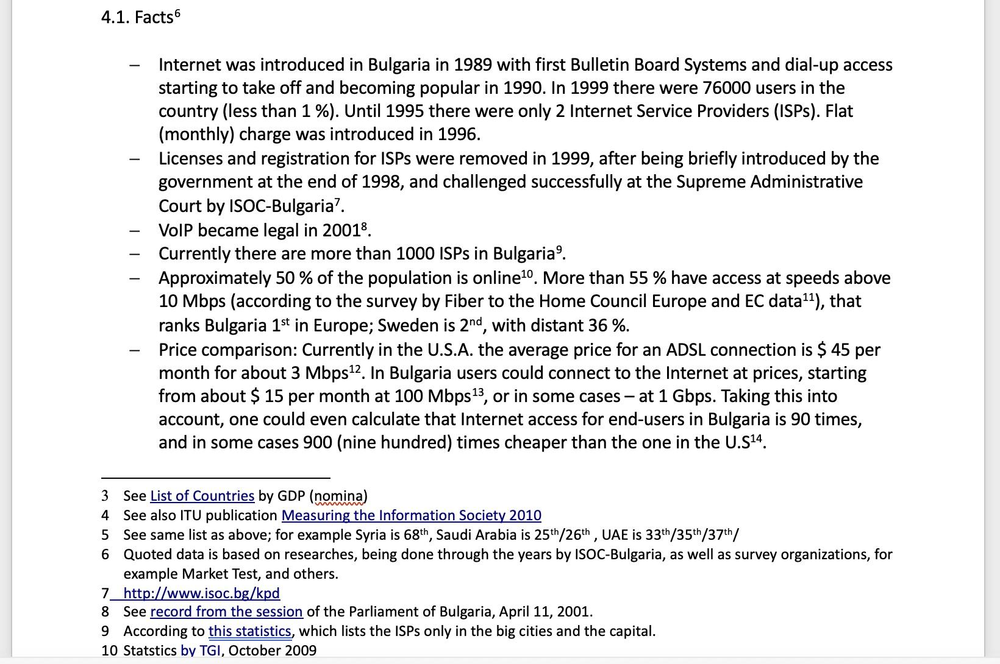 4.1. Facts⁶
– Internet was introduced in Bulgaria in 1989 with first Bulletin Board Systems and dial-up access
starting to take off and becoming popular in 1990. In 1999 there were 76000 users in the
country (less than 1 %). Until 1995 there were only 2 Internet Service Providers (ISPs). Flat
(monthly) charge was introduced in 1996.
– Licenses and registration for ISPs were removed in 1999, after being briefly introduced by the
government at the end of 1998, and challenged successfully at the Supreme Administrative
Court by ISOC-Bulgaria⁷.
– VoIP became legal in 2001⁸.
– Currently there are more than 1000 ISPs in Bulgaria⁹.
– Approximately 50 % of the population is online¹⁰. More than 55 % have access at speeds above
10 Mbps (according to the survey by Fiber to the Home Council Europe and EC data¹¹), that
ranks Bulgaria 1st in Europe; Sweden is 2nd, with distant 36 %.
– Price comparison: Currently in the U.S.A. the average price for an ADSL connection is $ 45 per
month for about 3 Mbps¹². In Bulgaria users could connect to the Internet at prices, starting
from about $ 15 per month at 100 Mbps¹³, or in some cases – at 1 Gbps. Taking this into
account, one could even calculate that Internet access for end-users in Bulgaria is 90 times,
and in some cases 900 (nine hundred) times cheaper than the one in the U.S¹⁴.
3 See List of Countries by GDP (nomina)
4 See also ITU publication Measuring the Information Society 2010
5 See same list as above; for example Syria is 68th, Saudi Arabia is 25th/26th , UAE is 33th/35th/37th/
6 Quoted data is based on researches, being done through the years by ISOC-Bulgaria, as well as survey organizations, for
example Market Test, and others.
7 http://www.isoc.bg/kpd
8 See record from the session of the Parliament of Bulgaria, April 11, 2001.
9 According to this statistics, which lists the ISPs only in the big cities and the capital.
10 Statstics by TGI, October 2009